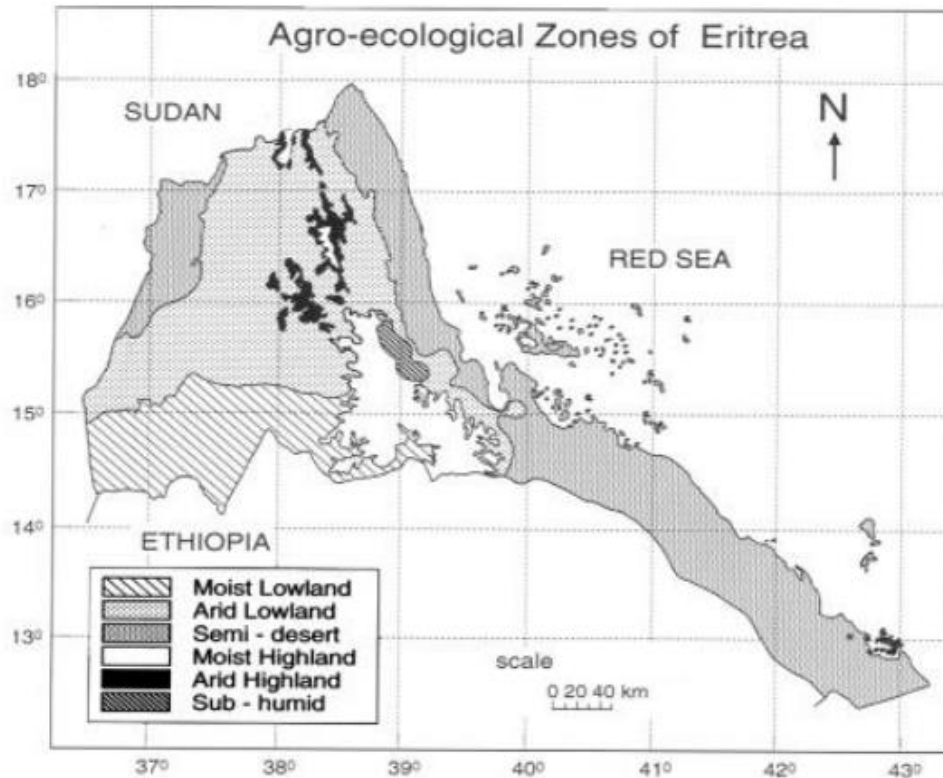 Agro-ecological Zones of Eritrea
18⁰
SUDAN
N
17⁰
RED SEA
16⁰
15⁰
14⁰
ETHIOPIA
Moist Lowland
Arid Lowland
Semi - desert
13⁰
Moist Highland
scale
Arid Highland
0 20 40 km
Sub - humid
12⁰
37⁰ 38⁰ 39⁰ 40⁰ 41⁰ 42⁰ 43⁰